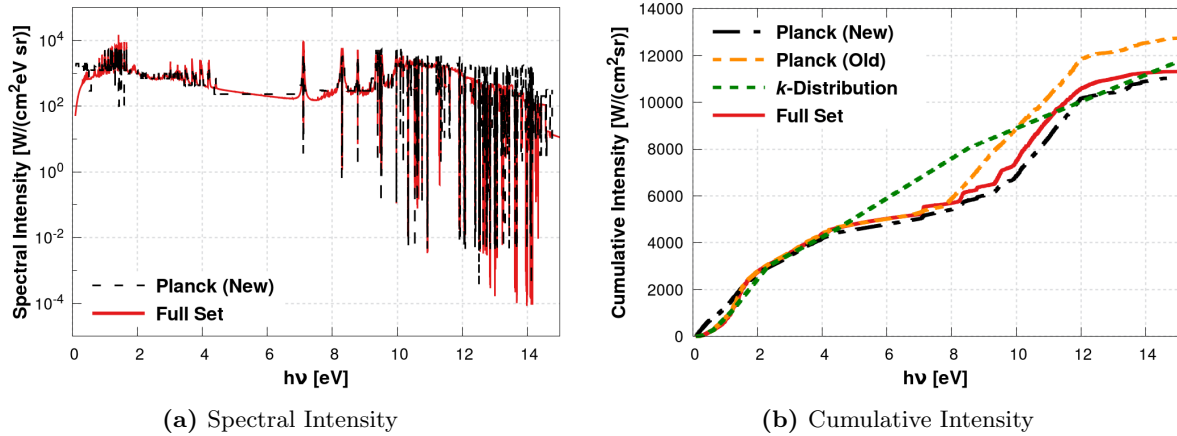 Spectral Intensity [W/(cm²eV sr)]
10⁴
10²
10⁰
10⁻²
10⁻⁴
Planck (New)
Full Set
0 2 4 6 8 10 12 14
hν [eV]
(a) Spectral Intensity
Cumulative Intensity [W/(cm²sr)]
14000
12000
10000
8000
6000
4000
2000
0
Planck (New)
Planck (Old)
k-Distribution
Full Set
0 2 4 6 8 10 12 14
hν [eV]
(b) Cumulative Intensity